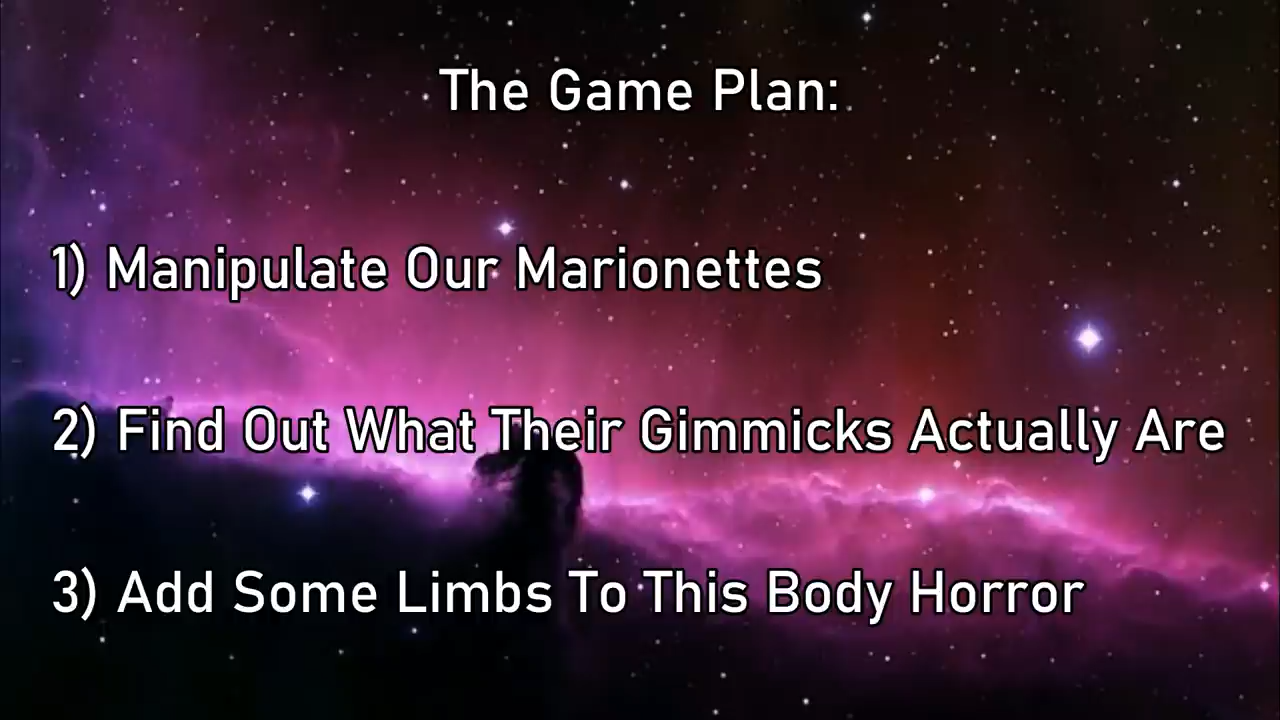 The Game Plan:
1) Manipulate Our Marionettes
2) Find Out What Their Gimmicks Actually Are
3) Add Some Limbs To This Body Horror